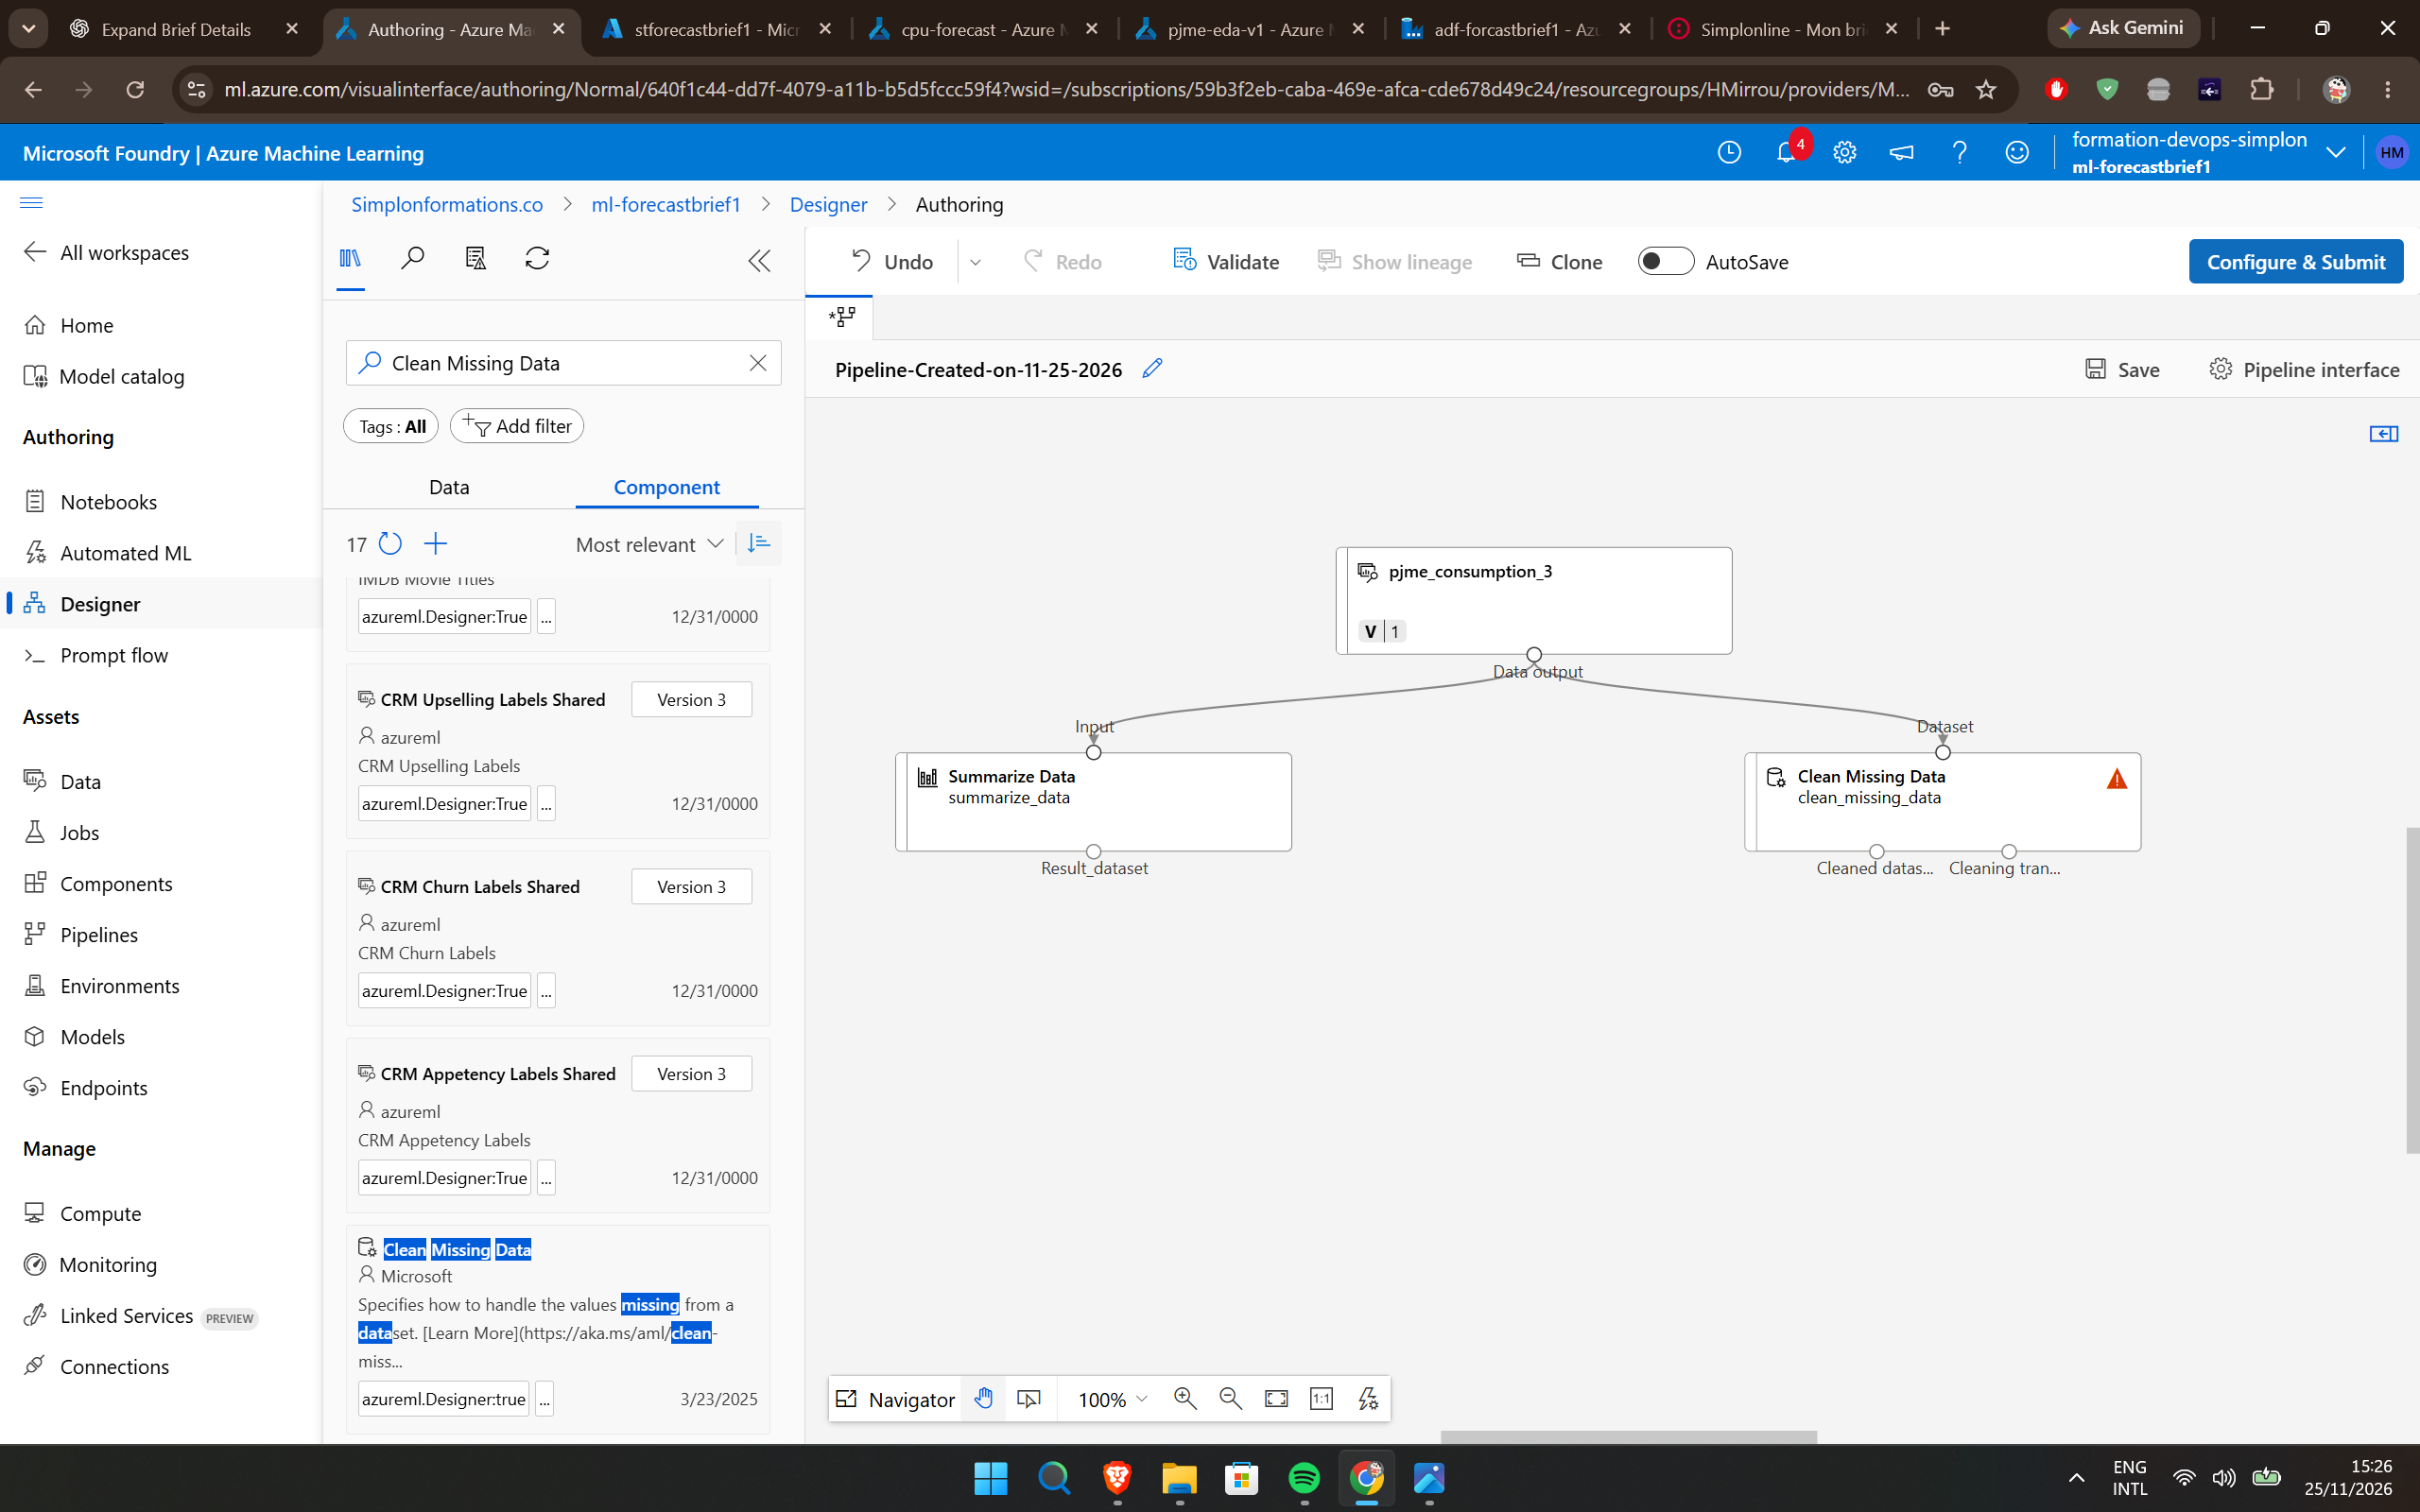 Expand Brief Details
Authoring - Azure Ma
stforecastbrief1 - Micr
cpu-forecast - Azure M
pjme-eda-v1 - Azure M
adf-forcastbrief1 - Azu
Simplonline - Mon bri
Ask Gemini
ml.azure.com/visualinterface/authoring/Normal/640f1c44-dd7f-4079-a11b-b5d5fccc59f4?wsid=/subscriptions/59b3f2eb-caba-469e-afca-cde678d49c24/resourcegroups/HMirrou/providers/M...
Microsoft Foundry | Azure Machine Learning
4
formation-devops-simplon
ml-forecastbrief1
HM
All workspaces
Home
Model catalog
Authoring
Notebooks
Automated ML
Designer
Prompt flow
Assets
Data
Jobs
Components
Pipelines
Environments
Models
Endpoints
Manage
Compute
Monitoring
Linked Services PREVIEW
Connections
Simplonformations.co > ml-forecastbrief1 > Designer > Authoring
Clean Missing Data
Tags : All
Add filter
Data
Component
17
Most relevant
IMDB Movie Titles
azureml.Designer:True ... 12/31/0000
CRM Upselling Labels Shared Version 3
azureml
CRM Upselling Labels
azureml.Designer:True ... 12/31/0000
CRM Churn Labels Shared Version 3
azureml
CRM Churn Labels
azureml.Designer:True ... 12/31/0000
CRM Appetency Labels Shared Version 3
azureml
CRM Appetency Labels
azureml.Designer:True ... 12/31/0000
Clean Missing Data
Microsoft
Specifies how to handle the values missing from a
dataset. [Learn More](https://aka.ms/aml/clean-
miss...
azureml.Designer:true ... 3/23/2025
Undo
Redo
Validate
Show lineage
Clone
AutoSave
Configure & Submit
*
Pipeline-Created-on-11-25-2026
Save
Pipeline interface
pjme_consumption_3
V 1
Data output
Input
Dataset
Summarize Data
summarize_data
Result_dataset
Clean Missing Data
clean_missing_data
Cleaned datas...
Cleaning tran...
Navigator
100%
1:1
ENG
INTL
15:26
25/11/2026